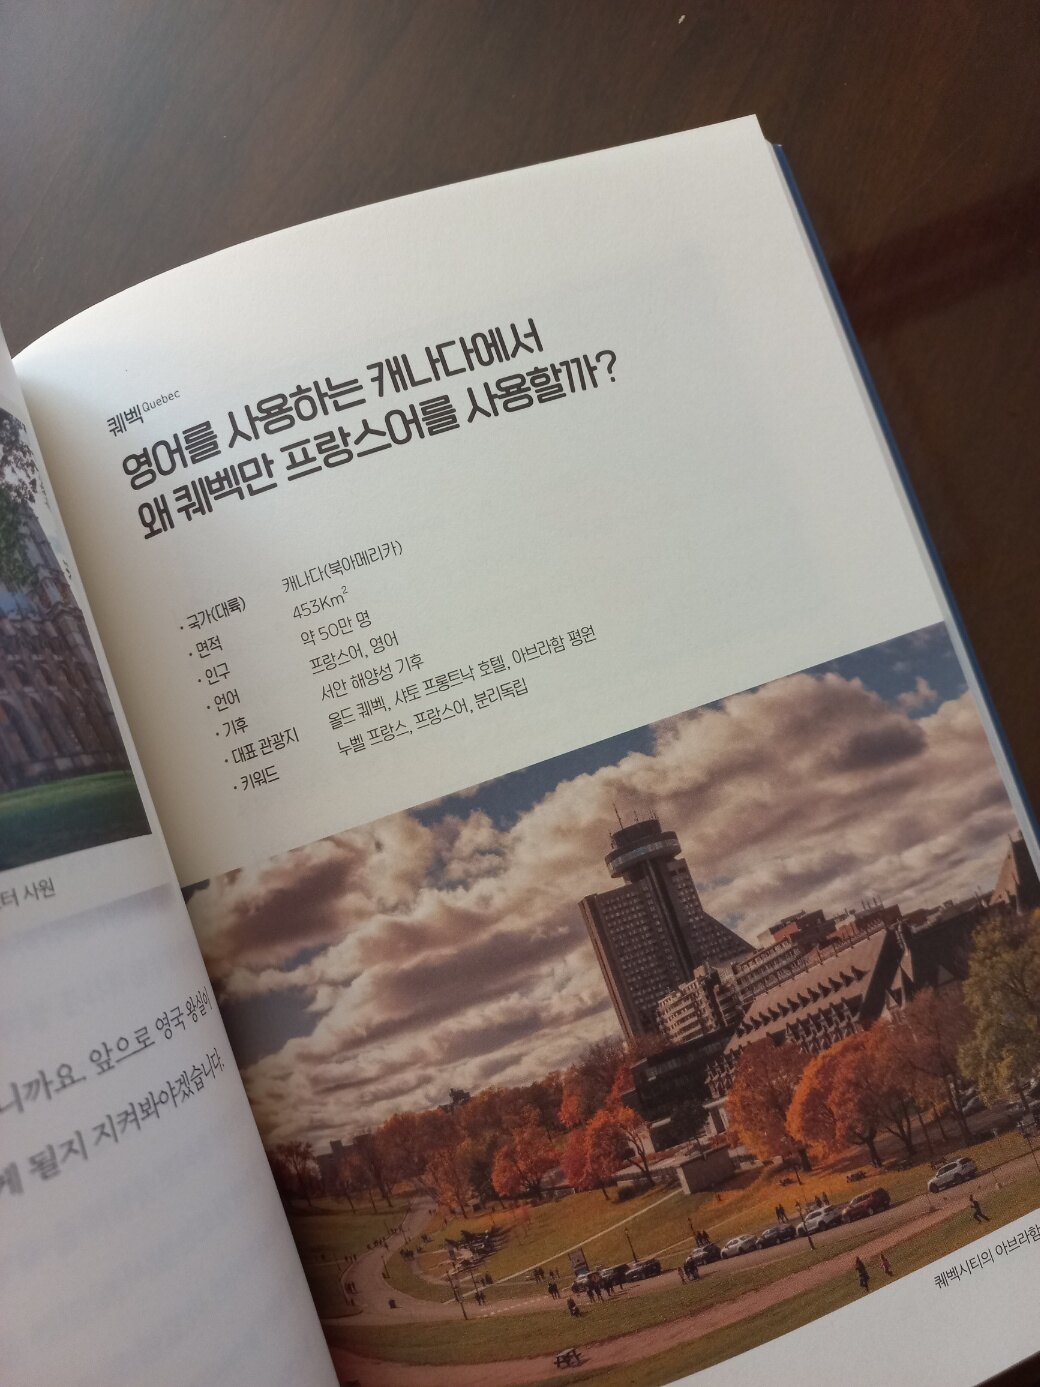 터 사원
니까요. 앞으로 영국 왕실이
게 될지 지켜봐야겠습니다.
퀘벡 Quebec
영어를 사용하는 캐나다에서
왜 퀘벡만 프랑스어를 사용할까?
• 국가(대륙) 캐나다(북아메리카)
• 면적 453Km²
• 인구 약 50만 명
• 언어 프랑스어, 영어
• 기후 서안 해양성 기후
• 대표 관광지 올드 퀘벡, 샤토 프롱트낙 호텔, 아브라함 평원
• 키워드 누벨 프랑스, 프랑스어, 분리독립
퀘벡시티의 아브라함